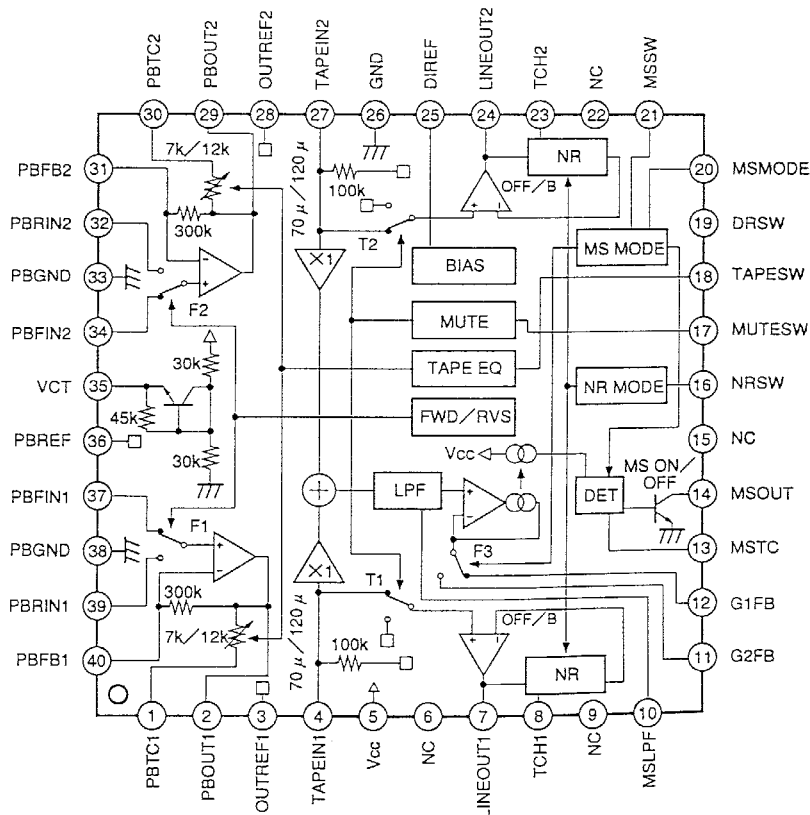 PBTC2
PBOUT2
OUTREF2
TAPEIN2
GND
DIREF
LINEOUT2
TCH2
NC
MSSW
30
29
28
27
26
25
24
23
22
21
PBFB2 31
PBRIN2 32
PBGND 33
PBFIN2 34
VCT 35
PBREF 36
PBFIN1 37
PBGND 38
PBRIN1 39
PBFB1 40
20 MSMODE
19 DRSW
18 TAPESW
17 MUTESW
16 NRSW
15 NC
14 MSOUT
13 MSTC
12 G1FB
11 G2FB
7k/12k
300k
F2
30k
45k
30k
F1
300k
7k/12k
70μ/120μ
100k
T2
×1
NR
OFF/B
MS MODE
BIAS
MUTE
TAPE EQ
NR MODE
FWD/RVS
Vcc
LPF
DET
MS ON/
OFF
F3
×1
T1
70μ/120μ
100k
OFF/B
NR
1
2
3
4
5
6
7
8
9
10
PBTC1
PBOUT1
OUTREF1
TAPEIN1
Vcc
NC
LINEOUT1
TCH1
NC
MSLPF
+
−
+
−
+
−
+
−
+
−